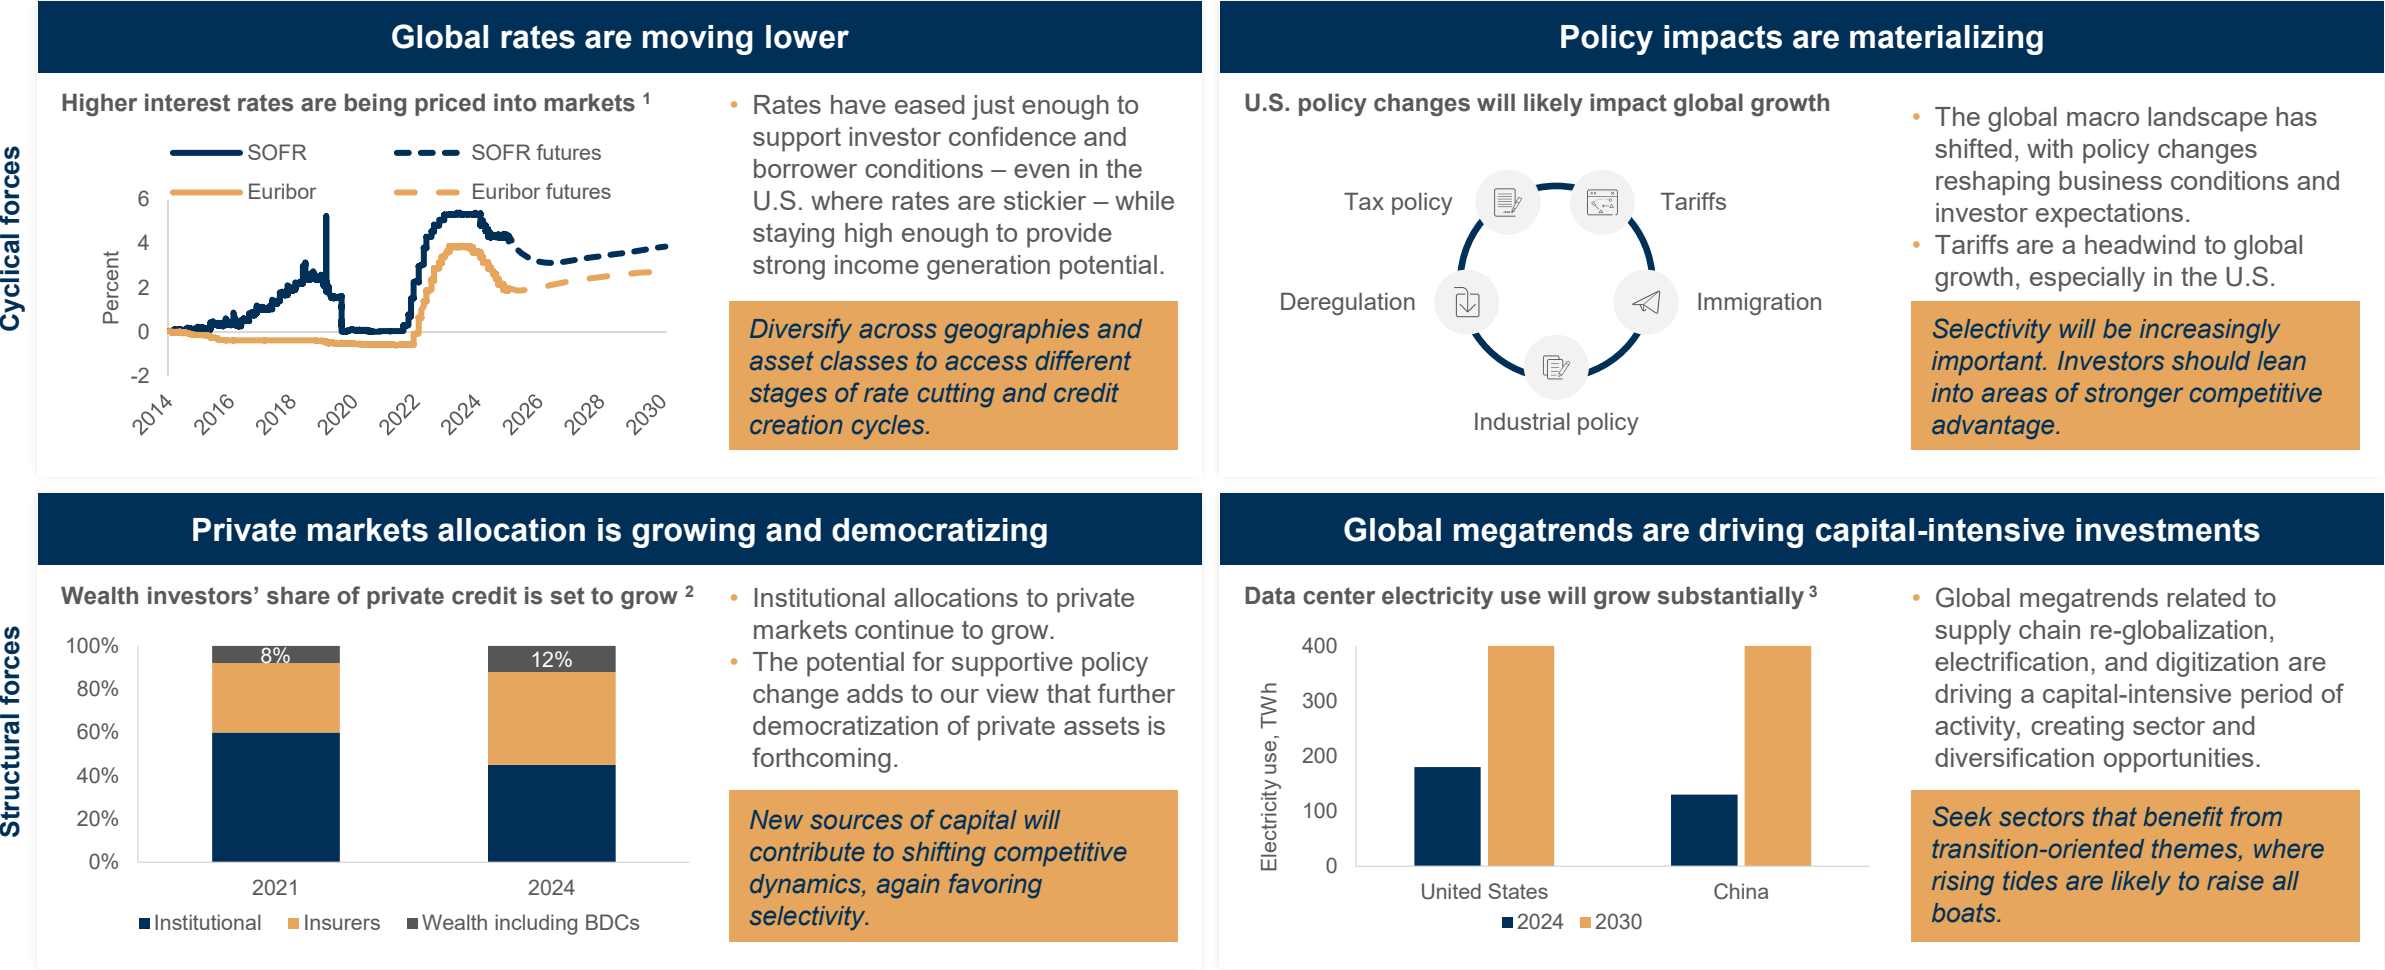 Cyclical forces
Global rates are moving lower
Higher interest rates are being priced into markets 1
SOFR
SOFR futures
Euribor
Euribor futures
Percent
6
4
2
0
-2
2014
2016
2018
2020
2022
2024
2026
2028
2030
• Rates have eased just enough to
support investor confidence and
borrower conditions – even in the
U.S. where rates are stickier – while
staying high enough to provide
strong income generation potential.
Diversify across geographies and
asset classes to access different
stages of rate cutting and credit
creation cycles.
Policy impacts are materializing
U.S. policy changes will likely impact global growth
Tax policy
Tariffs
Deregulation
Immigration
Industrial policy
• The global macro landscape has
shifted, with policy changes
reshaping business conditions and
investor expectations.
• Tariffs are a headwind to global
growth, especially in the U.S.
Selectivity will be increasingly
important. Investors should lean
into areas of stronger competitive
advantage.
Structural forces
Private markets allocation is growing and democratizing
Wealth investors’ share of private credit is set to grow 2
100%
80%
60%
40%
20%
0%
8%
12%
2021
2024
Institutional
Insurers
Wealth including BDCs
• Institutional allocations to private
markets continue to grow.
• The potential for supportive policy
change adds to our view that further
democratization of private assets is
forthcoming.
New sources of capital will
contribute to shifting competitive
dynamics, again favoring
selectivity.
Global megatrends are driving capital-intensive investments
Data center electricity use will grow substantially 3
Electricity use, TWh
400
300
200
100
0
United States
China
2024
2030
• Global megatrends related to
supply chain re-globalization,
electrification, and digitization are
driving a capital-intensive period of
activity, creating sector and
diversification opportunities.
Seek sectors that benefit from
transition-oriented themes, where
rising tides are likely to raise all
boats.